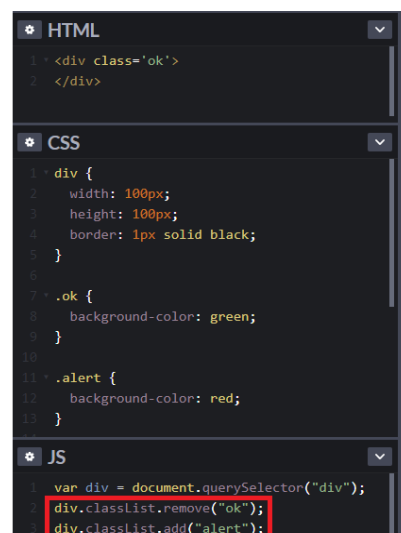 HTML
1 <div class='ok'>
2 </div>
CSS
1 div {
2 width: 100px;
3 height: 100px;
4 border: 1px solid black;
5 }
6
7 .ok {
8 background-color: green;
9 }
10
11 .alert {
12 background-color: red;
13 }
JS
1 var div = document.querySelector("div");
2 div.classList.remove("ok");
3 div.classList.add("alert");